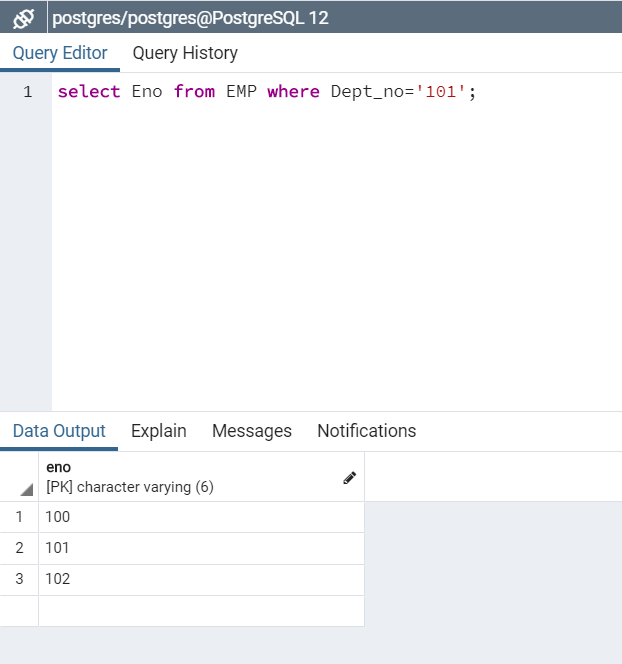 postgres/postgres@PostgreSQL 12
Query Editor Query History
1 select Eno from EMP where Dept_no='101';
Data Output Explain Messages Notifications
eno
[PK] character varying (6)
1 100
2 101
3 102